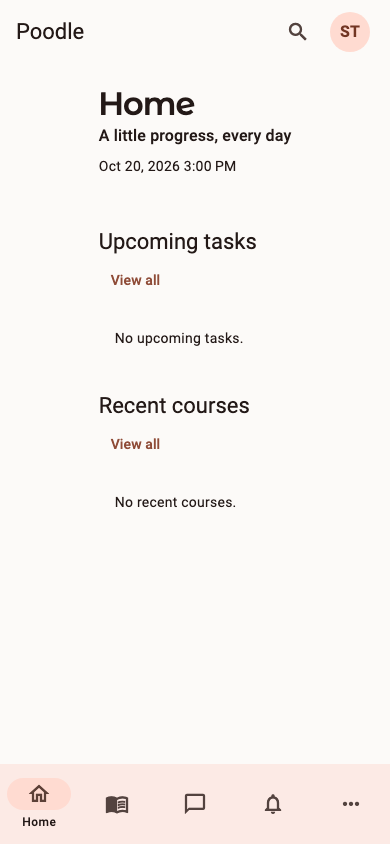 Poodle
ST
Home
A little progress, every day
Oct 20, 2026 3:00 PM
Upcoming tasks
View all
No upcoming tasks.
Recent courses
View all
No recent courses.
Home